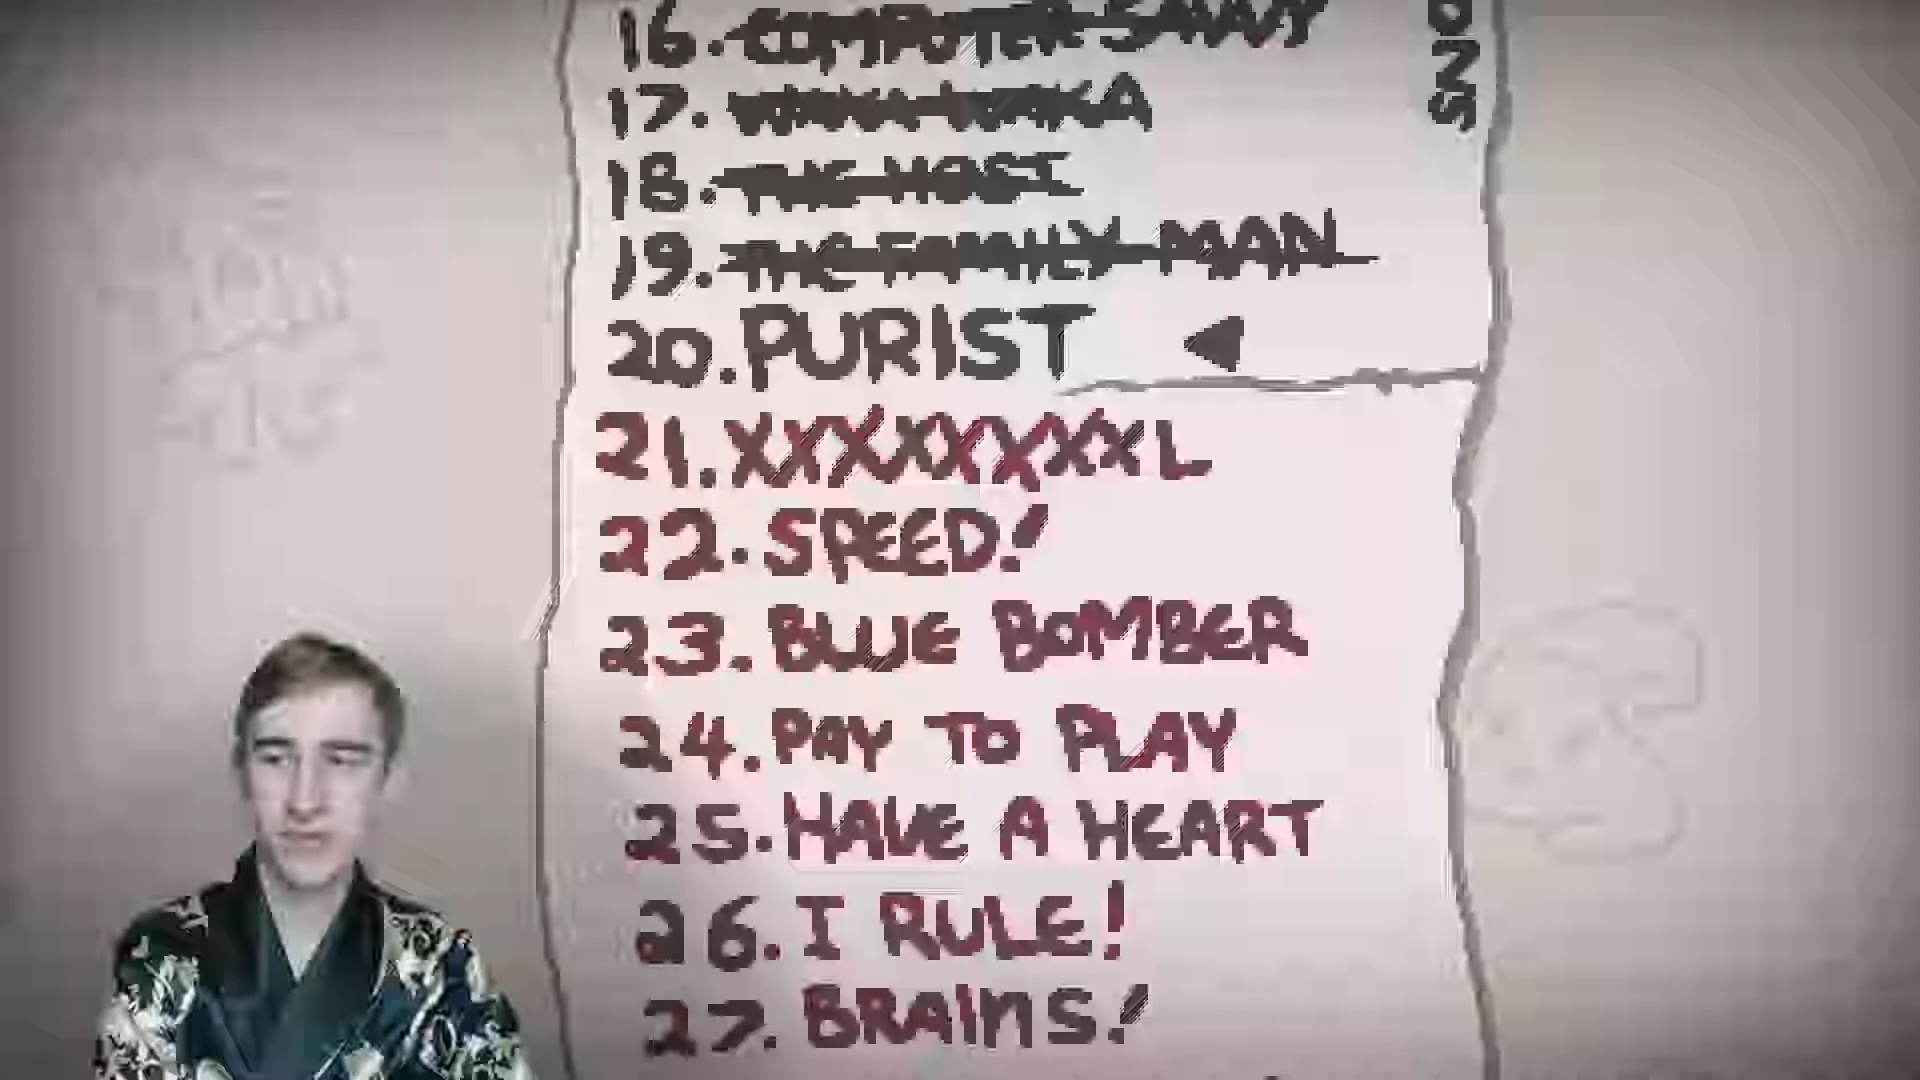 16. COMPUTER SAVVY
ONS
17. WAKA WAKA
18. THE HOST
19. THE FAMILY MAN
20. PURIST
21. XXXXXXXXL
22. SPEED!
23. BLUE BOMBER
24. PAY TO PLAY
25. HAVE A HEART
26. I RULE!
27. BRAINS!